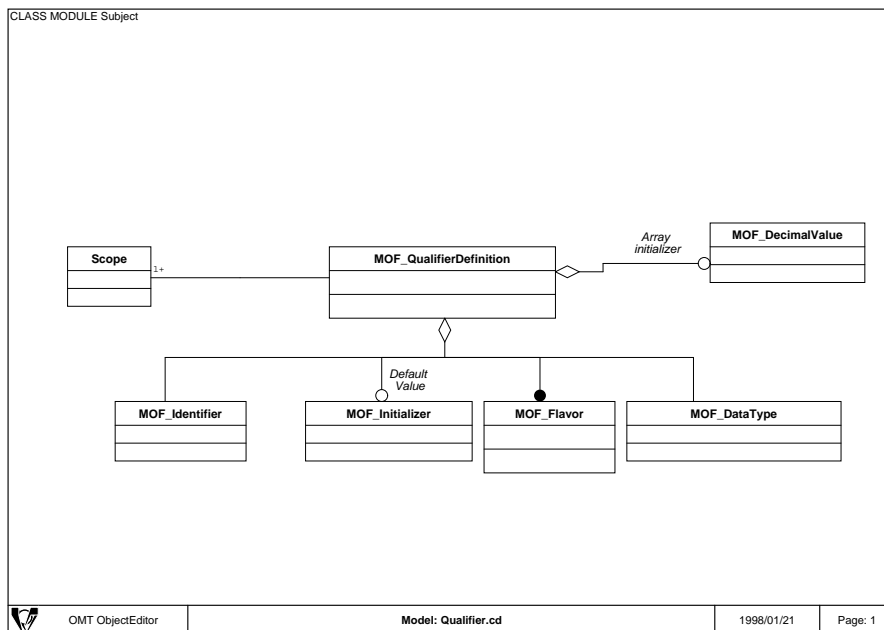 CLASS MODULE Subject
Array
initializer
MOF_DecimalValue
Scope
1+
MOF_QualifierDefinition
Default
Value
MOF_Identifier
MOF_Initializer
MOF_Flavor
MOF_DataType
OMT ObjectEditor
Model: Qualifier.cd
1998/01/21
Page: 1